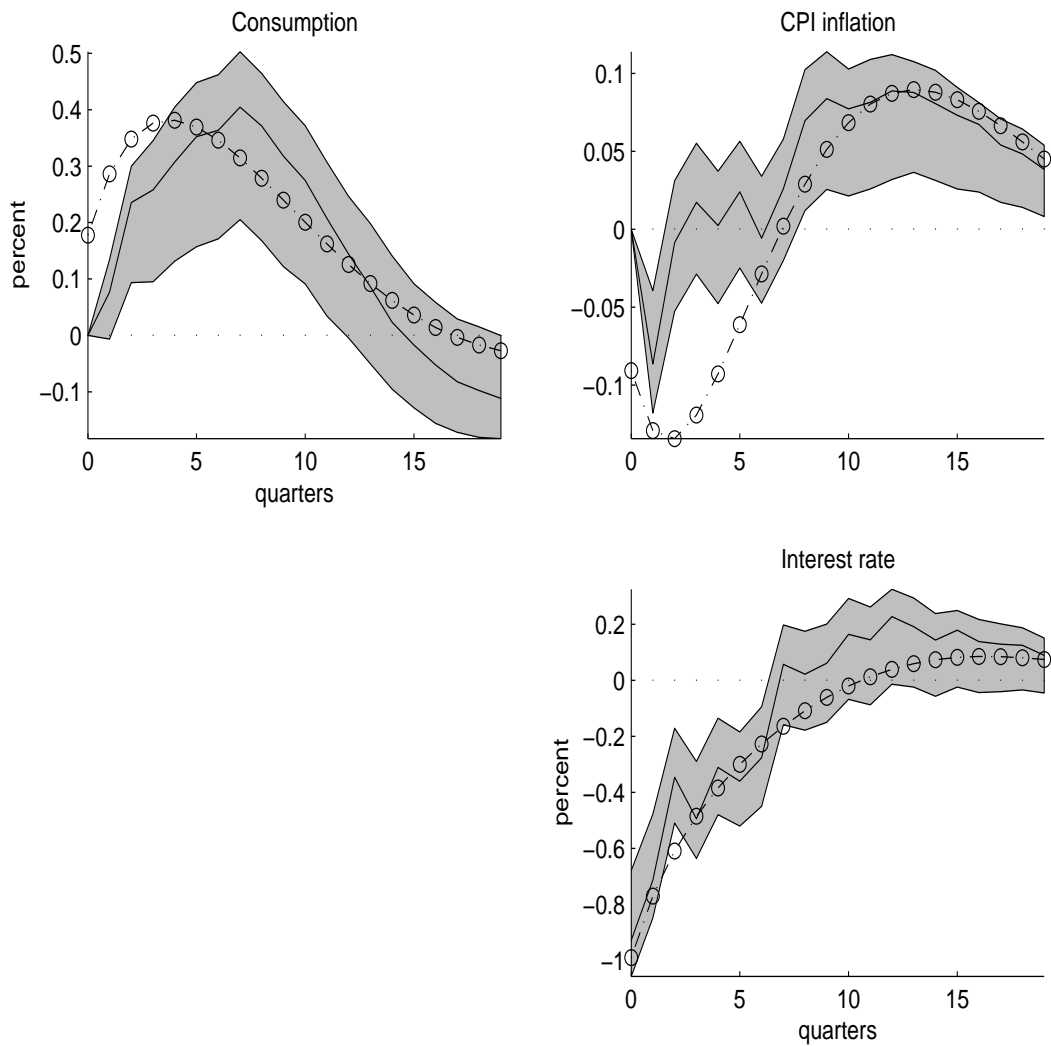 Consumption
0.5
0.4
0.3
0.2
0.1
0
−0.1
percent
0 5 10 15
quarters
CPI inflation
0.1
0.05
0
−0.05
−0.1
0 5 10 15
Interest rate
0.2
0
−0.2
−0.4
−0.6
−0.8
−1
percent
0 5 10 15
quarters